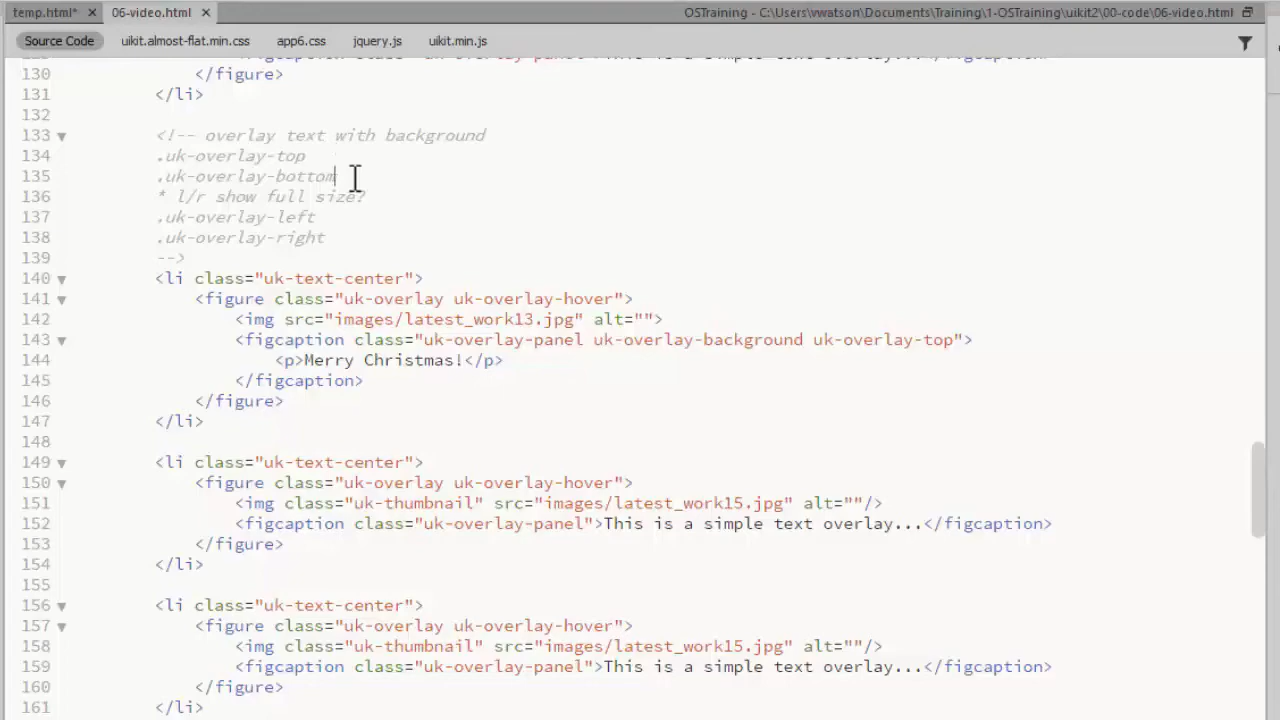 temp.html* × 06-video.html × OSTraining - C:\Users\vwatson\Documents\Training\1-OSTraining\uikit2\00-code\06-video.html
Source Code uikit.almost-flat.min.css app6.css jquery.js uikit.min.js
130 </figure>
131 </li>
132
133 <!-- overlay text with background
134 .uk-overlay-top
135 .uk-overlay-bottom
136 * l/r show full size?
137 .uk-overlay-left
138 .uk-overlay-right
139 -->
140 <li class="uk-text-center">
141 <figure class="uk-overlay uk-overlay-hover">
142 <img src="images/latest_work13.jpg" alt="">
143 <figcaption class="uk-overlay-panel uk-overlay-background uk-overlay-top">
144 <p>Merry Christmas!</p>
145 </figcaption>
146 </figure>
147 </li>
148
149 <li class="uk-text-center">
150 <figure class="uk-overlay uk-overlay-hover">
151 <img class="uk-thumbnail" src="images/latest_work15.jpg" alt=""/>
152 <figcaption class="uk-overlay-panel">This is a simple text overlay...</figcaption>
153 </figure>
154 </li>
155
156 <li class="uk-text-center">
157 <figure class="uk-overlay uk-overlay-hover">
158 <img class="uk-thumbnail" src="images/latest_work15.jpg" alt=""/>
159 <figcaption class="uk-overlay-panel">This is a simple text overlay...</figcaption>
160 </figure>
161 </li>